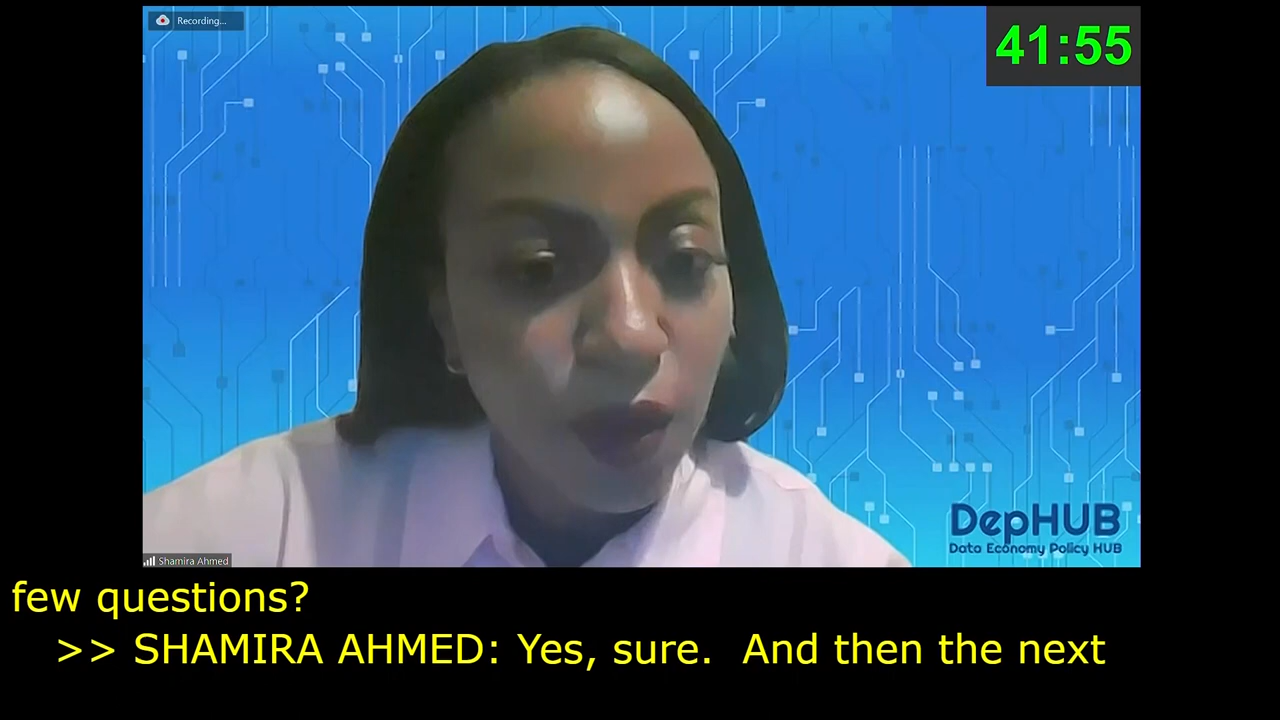 Recording...
41:55
DepHUB
Data Economy Policy HUB
Shamira Ahmed
few questions?
>> SHAMIRA AHMED: Yes, sure.  And then the next